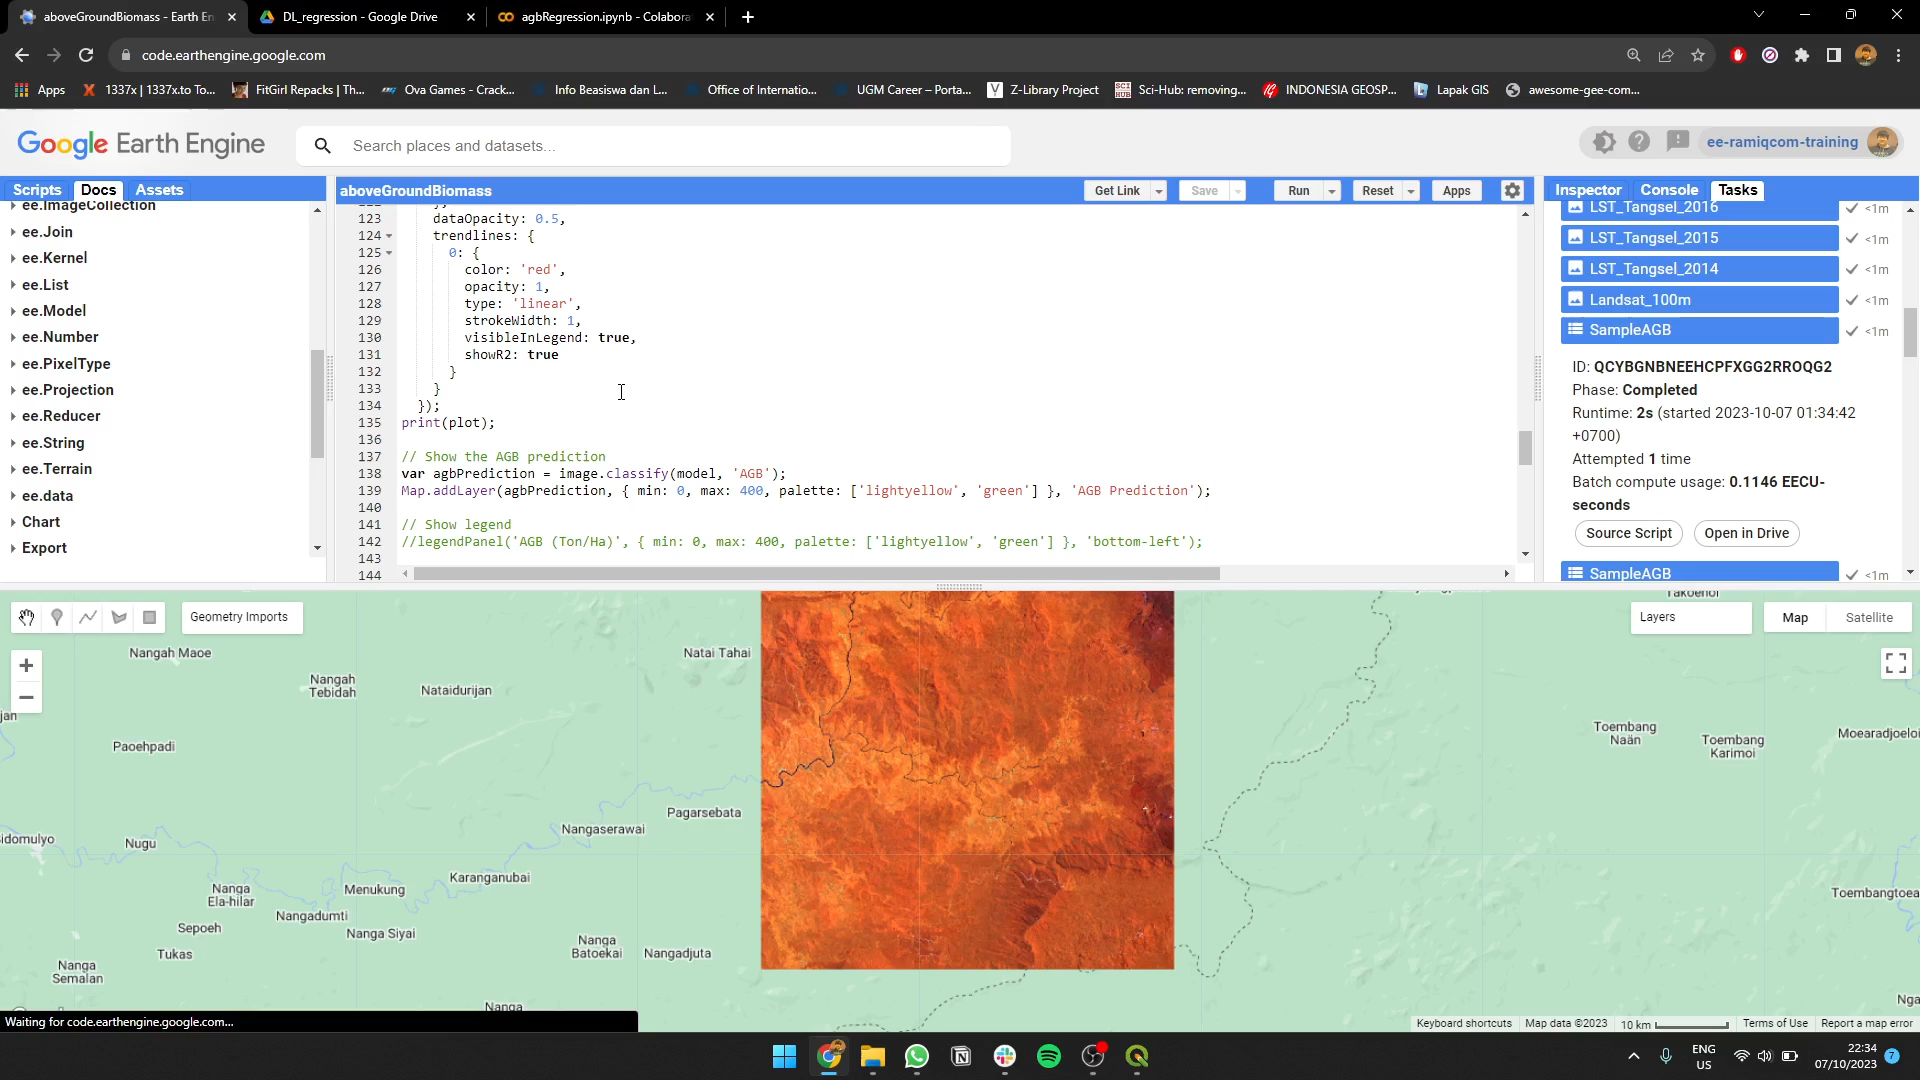 aboveGroundBiomass - Earth En
DL_regression - Google Drive
agbRegression.ipynb - Colabora
code.earthengine.google.com
Apps
1337x | 1337x.to To...
FitGirl Repacks | Th...
Ova Games - Crack...
Info Beasiswa dan L...
Office of Internatio...
UGM Career – Porta...
Z-Library Project
Sci-Hub: removing...
INDONESIA GEOSP...
Lapak GIS
awesome-gee-com...
Google Earth Engine
Search places and datasets...
ee-ramiqcom-training
Scripts
Docs
Assets
ee.ImageCollection
ee.Join
ee.Kernel
ee.List
ee.Model
ee.Number
ee.PixelType
ee.Projection
ee.Reducer
ee.String
ee.Terrain
ee.data
Chart
Export
aboveGroundBiomass
Get Link
Save
Run
Reset
Apps
123 dataOpacity: 0.5,
124 trendlines: {
125 0: {
126 color: 'red',
127 opacity: 1,
128 type: 'linear',
129 strokeWidth: 1,
130 visibleInLegend: true,
131 showR2: true
132 }
133 }
134 });
135 print(plot);
136
137 // Show the AGB prediction
138 var agbPrediction = image.classify(model, 'AGB');
139 Map.addLayer(agbPrediction, { min: 0, max: 400, palette: ['lightyellow', 'green'] }, 'AGB Prediction');
140
141 // Show legend
142 //legendPanel('AGB (Ton/Ha)', { min: 0, max: 400, palette: ['lightyellow', 'green'] }, 'bottom-left');
143
144
Inspector
Console
Tasks
LST_Tangsel_2016
<1m
LST_Tangsel_2015
<1m
LST_Tangsel_2014
<1m
Landsat_100m
<1m
SampleAGB
<1m
ID: QCYBGNBNEEHCPFXGG2RROQG2
Phase: Completed
Runtime: 2s (started 2023-10-07 01:34:42
+0700)
Attempted 1 time
Batch compute usage: 0.1146 EECU-
seconds
Source Script
Open in Drive
SampleAGB
<1m
Geometry Imports
Layers
Map
Satellite
Nangah Maoe
Nangah
Tebidah
Nataidurijan
Natai Tahai
jan
Paoehpadi
Pagarsebata
Nangaserawai
idomulyo
Nugu
Karanganubai
Nanga
Ela-hilar
Menukung
Nangadumti
Sepoeh
Nanga Siyai
Tukas
Nanga
Batoekai
Nangadjuta
Nanga
Semalan
Nanga
Toembang
Naän
Toembang
Karimoi
Moearadjoeloi
Toembangtoea
Nga
Waiting for code.earthengine.google.com...
Keyboard shortcuts
Map data ©2023
10 km
Terms of Use
Report a map error
ENG
US
22:34
07/10/2023
7